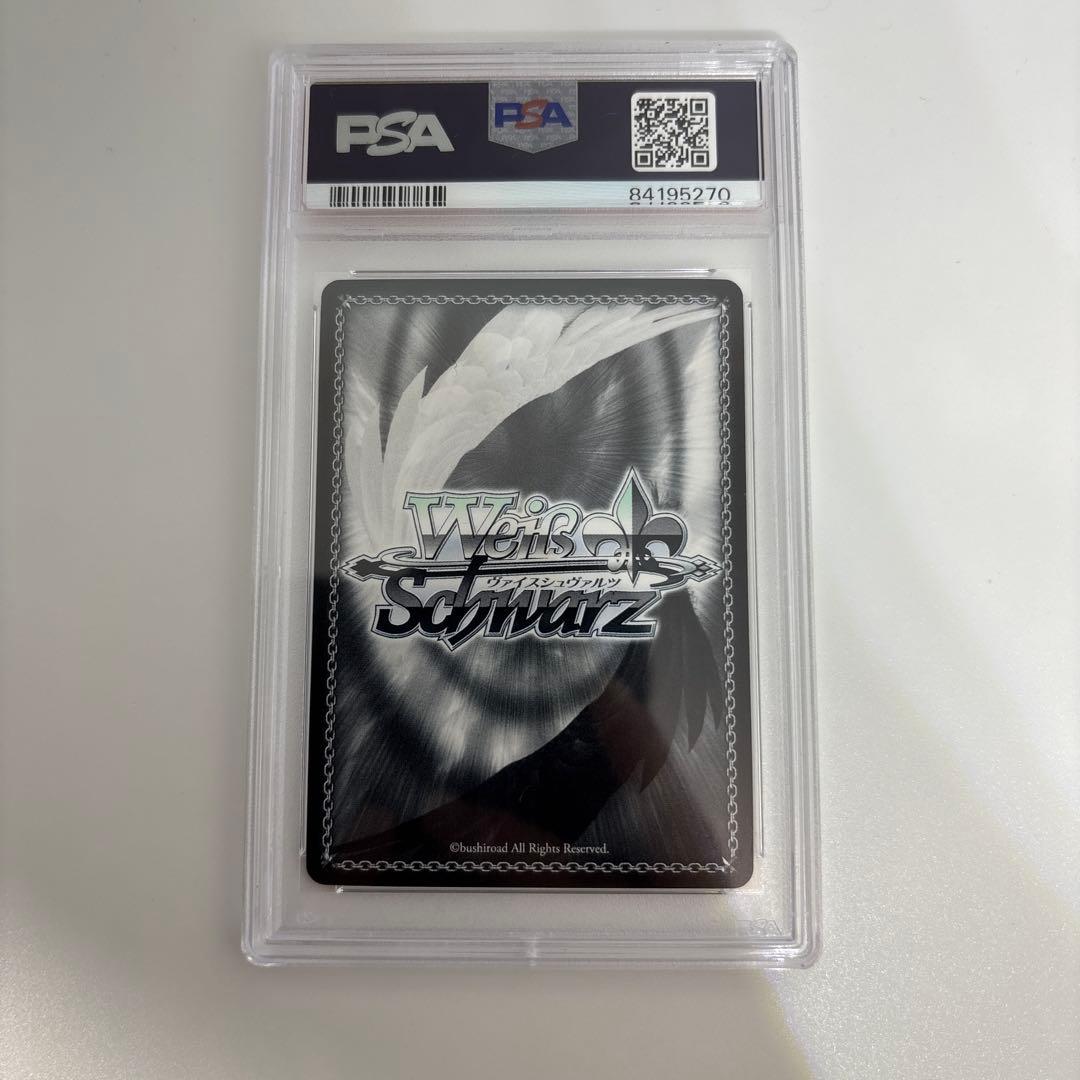 PSA
PSA
84195270
Weiß
ヴァイスシュヴァルツ
Schwarz
©bushiroad All Rights Reserved.